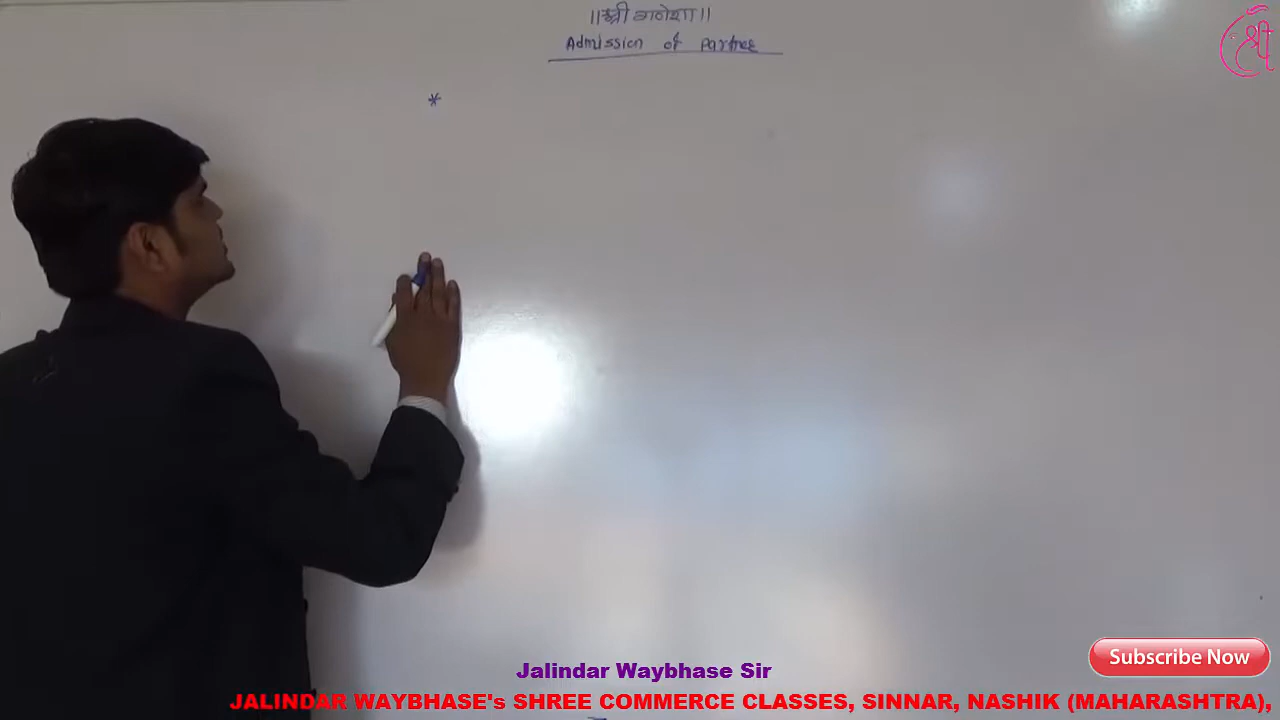 ||श्री गणेशा||
Admission of Partner
*
श्री
Subscribe Now
Jalindar Waybhase Sir
JALINDAR WAYBHASE's SHREE COMMERCE CLASSES, SINNAR, NASHIK (MAHARASHTRA),